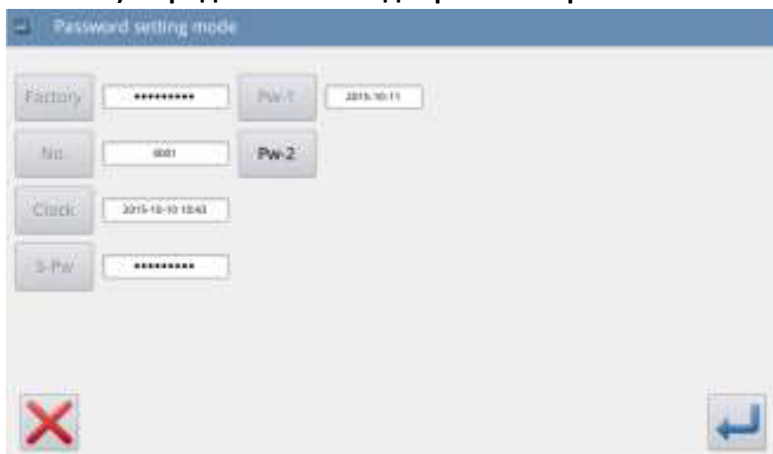 Password setting mode
Factory ●●●●●●●●● Pw-1 2015-10-11
No. 0001 Pw-2
Clock 2015-10-10 10:43
S-Pw ●●●●●●●●●